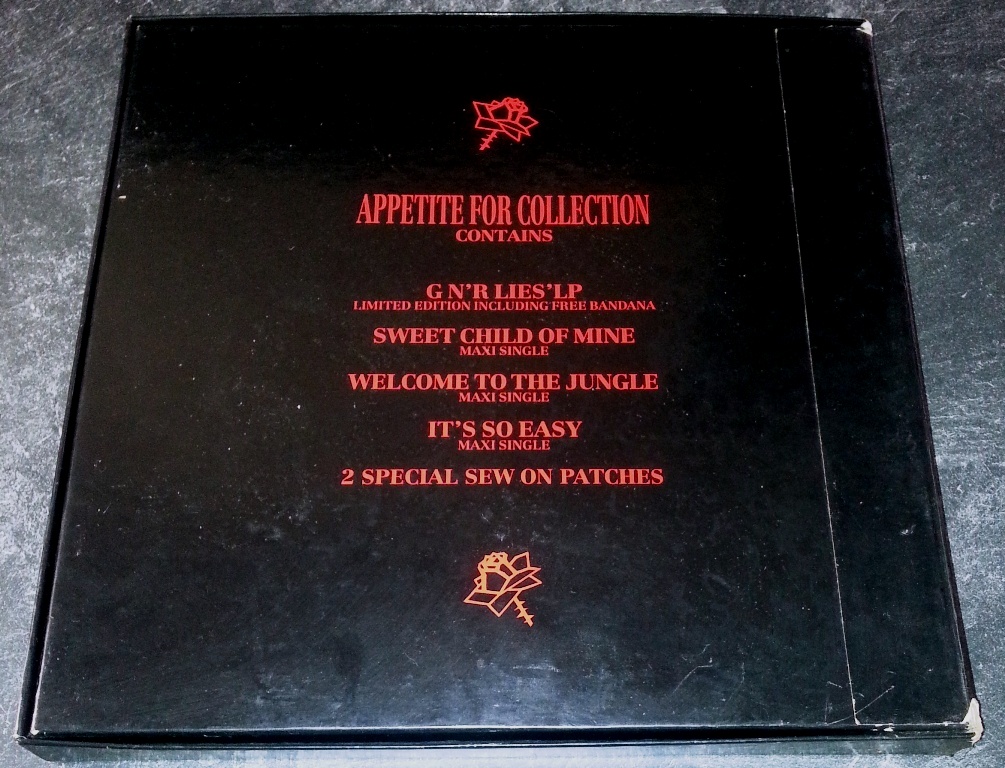 APPETITE FOR COLLECTION
CONTAINS
G N'R LIES'LP
LIMITED EDITION INCLUDING FREE BANDANA
SWEET CHILD OF MINE
MAXI SINGLE
WELCOME TO THE JUNGLE
MAXI SINGLE
IT'S SO EASY
MAXI SINGLE
2 SPECIAL SEW ON PATCHES